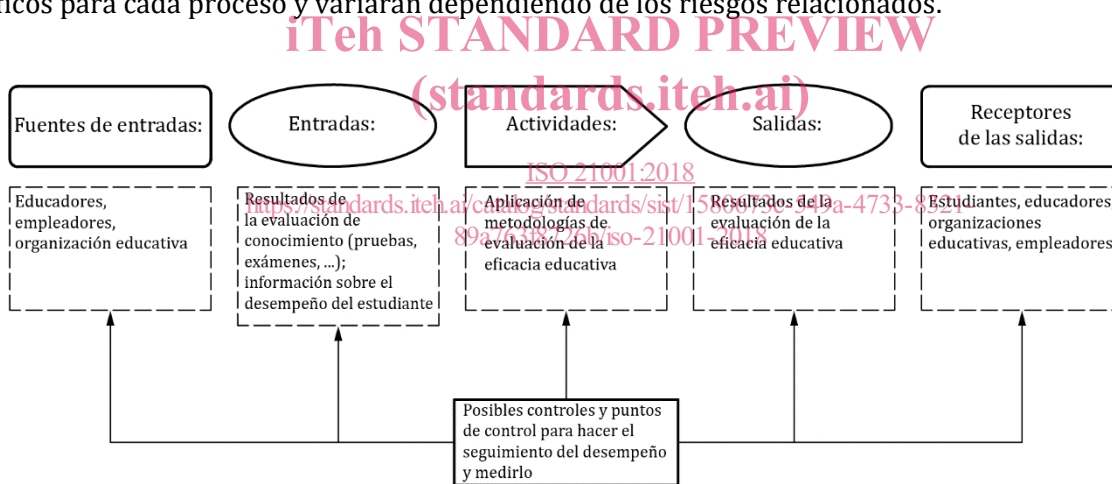 ficos para cada proceso y variarán dependiendo de los riesgos relacionados.
iTeh STANDARD PREVIEW
(standards.iteh.ai)
Fuentes de entradas:
Entradas:
Actividades:
Salidas:
Receptores
de las salidas:
ISO 21001:2018
Educadores,
empleadores,
organización educativa
Resultados de
la evaluación de
conocimiento (pruebas,
exámenes, ...);
información sobre el
desempeño del estudiante
Aplicación de
metodologías de
evaluación de la
eficacia educativa
Resultados de la
evaluación de la
eficacia educativa
Estudiantes, educadores
organizaciones
educativas, empleadores
Posibles controles y puntos
de control para hacer el
seguimiento del desempeño
y medirlo